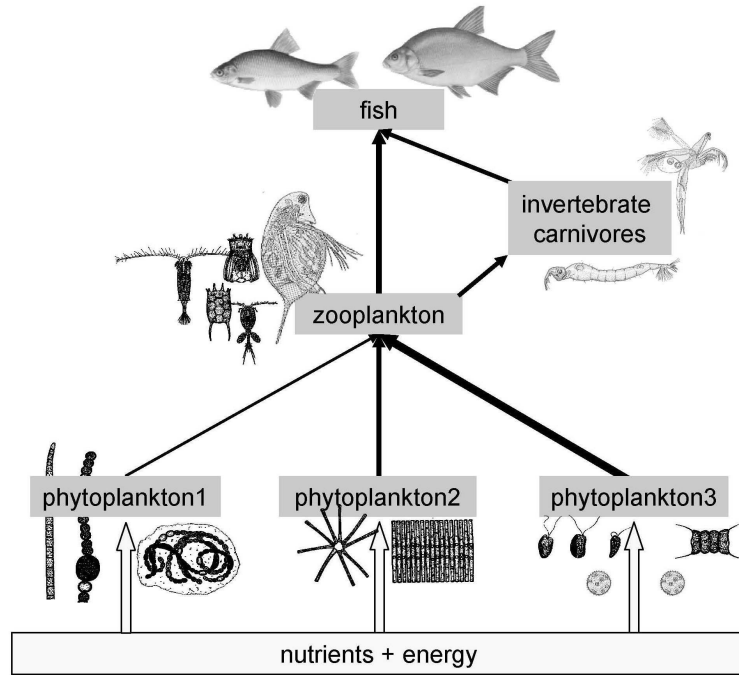 fish
invertebrate
carnivores
zooplankton
phytoplankton1
phytoplankton2
phytoplankton3
nutrients + energy